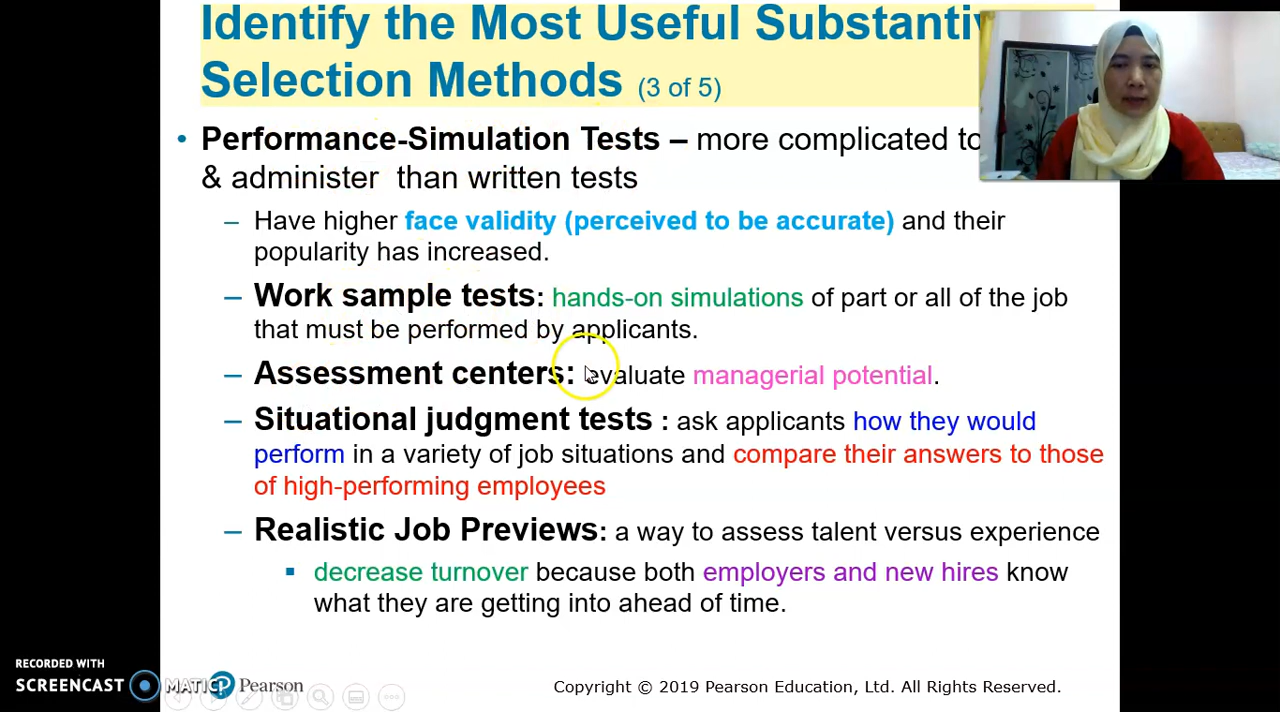 Identify the Most Useful
Selection Methods (3 of 5)
• Performance-Simulation Tests – more complicated to
& administer than written tests
– Have higher face validity (perceived to be accurate) and their
popularity has increased.
– Work sample tests: hands-on simulations of part or all of the job
that must be performed by applicants.
– Assessment centers: evaluate managerial potential.
– Situational judgment tests : ask applicants how they would
perform in a variety of job situations and compare their answers to those
of high-performing employees
– Realistic Job Previews: a way to assess talent versus experience
▪ decrease turnover because both employers and new hires know
what they are getting into ahead of time.
RECORDED WITH
SCREENCAST MATIC
Pearson
Copyright © 2019 Pearson Education, Ltd. All Rights Reserved.